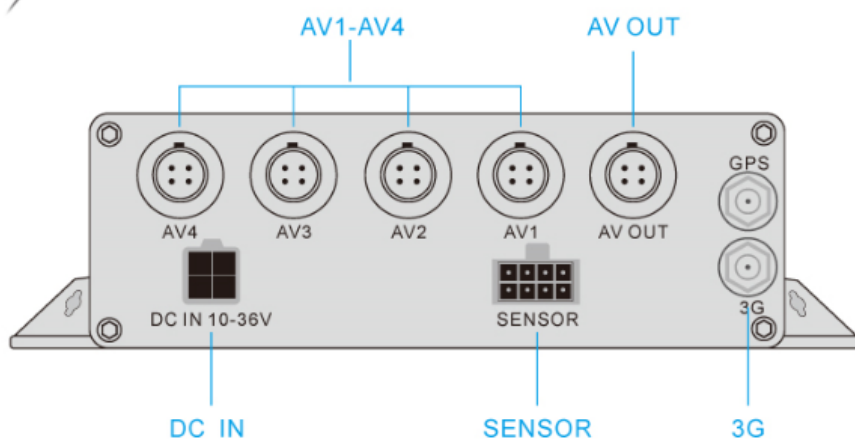 AV1-AV4 AV OUT
GPS
AV4 AV3 AV2 AV1 AV OUT
3G
DC IN 10-36V SENSOR
DC IN SENSOR 3G